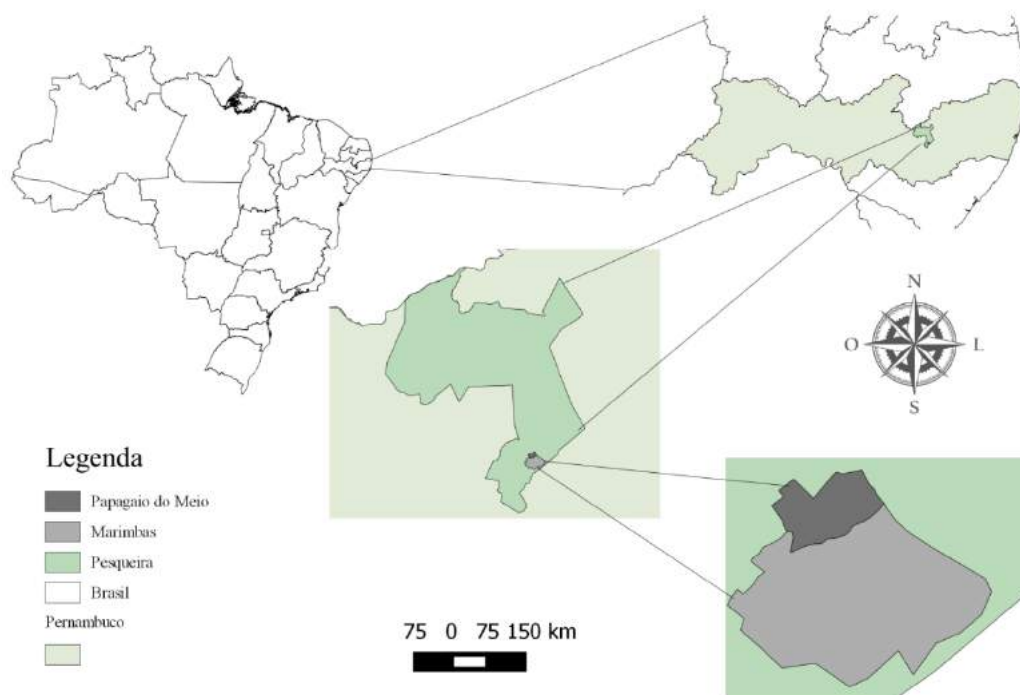 N
O L
S
Legenda
Papagaio do Meio
Marimbas
Pesqueira
Brasil
Pernambuco
75 0 75 150 km